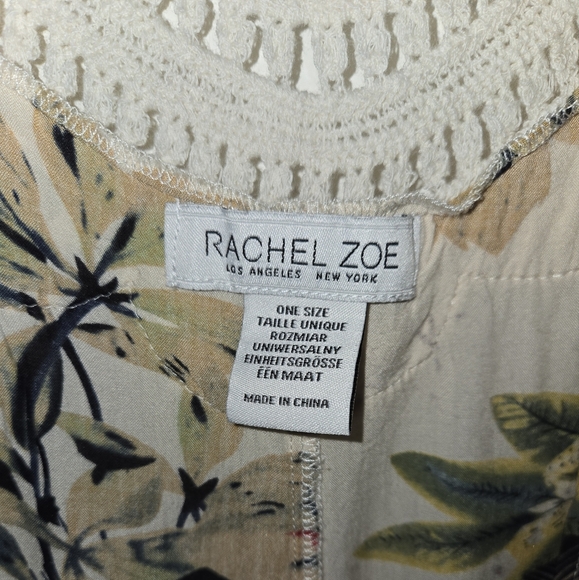 RACHEL ZOE
LOS ANGELES NEW YORK
ONE SIZE
TAILLE UNIQUE
ROZMIAR
UNIWERSALNY
EINHEITSGRÖSSE
ÉÉN MAAT
MADE IN CHINA